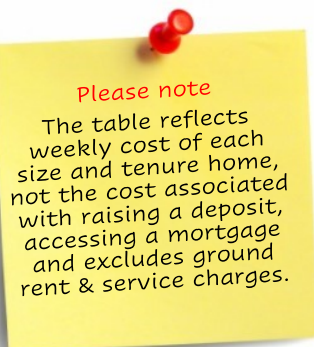 Please note
The table reflects
weekly cost of each
size and tenure home,
not the cost associated
with raising a deposit,
accessing a mortgage
and excludes ground
rent & service charges.